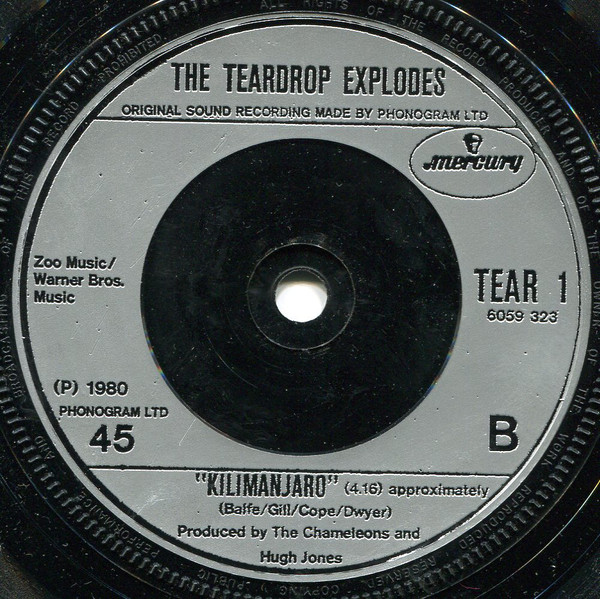 THE TEARDROP EXPLODES
ORIGINAL SOUND RECORDING MADE BY PHONOGRAM LTD
mercury
Zoo Music/
Warner Bros.
Music
TEAR 1
6059 323
(P) 1980
PHONOGRAM LTD
45
B
"KILIMANJARO" (4.16) approximately
(Balfe/Gill/Cope/Dwyer)
Produced by The Chameleons and
Hugh Jones
ALL RIGHTS OF THE RECORD PRODUCER AND OF THE OWNER OF THE WORK REPRODUCED RESERVED
COPYING PUBLIC PERFORMANCE AND BROADCASTING OF THIS RECORD PROHIBITED